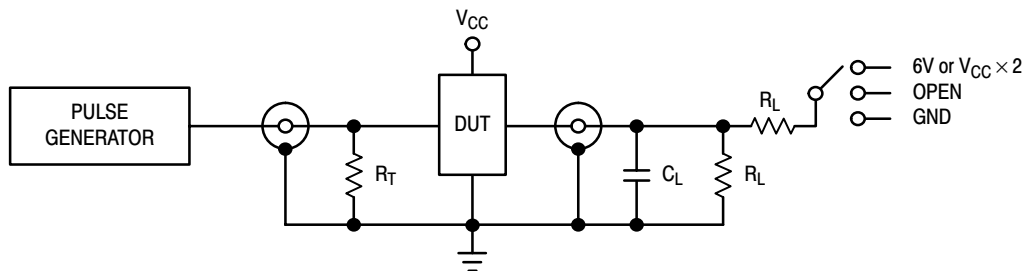 V_CC
PULSE
GENERATOR
R_T
DUT
C_L
R_L
R_L
6V or V_CC × 2
OPEN
GND